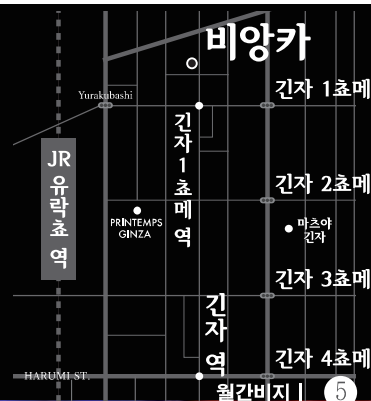 비앙카
Yurakubashi
긴자 1쵸메
긴자 1 쵸메 역
JR 유락쵸 역
긴자 2쵸메
PRINTEMPS
GINZA
마츠야
긴자
긴자 3쵸메
긴자 역
긴자 4쵸메
HARUMI ST.
월간비지 | 5